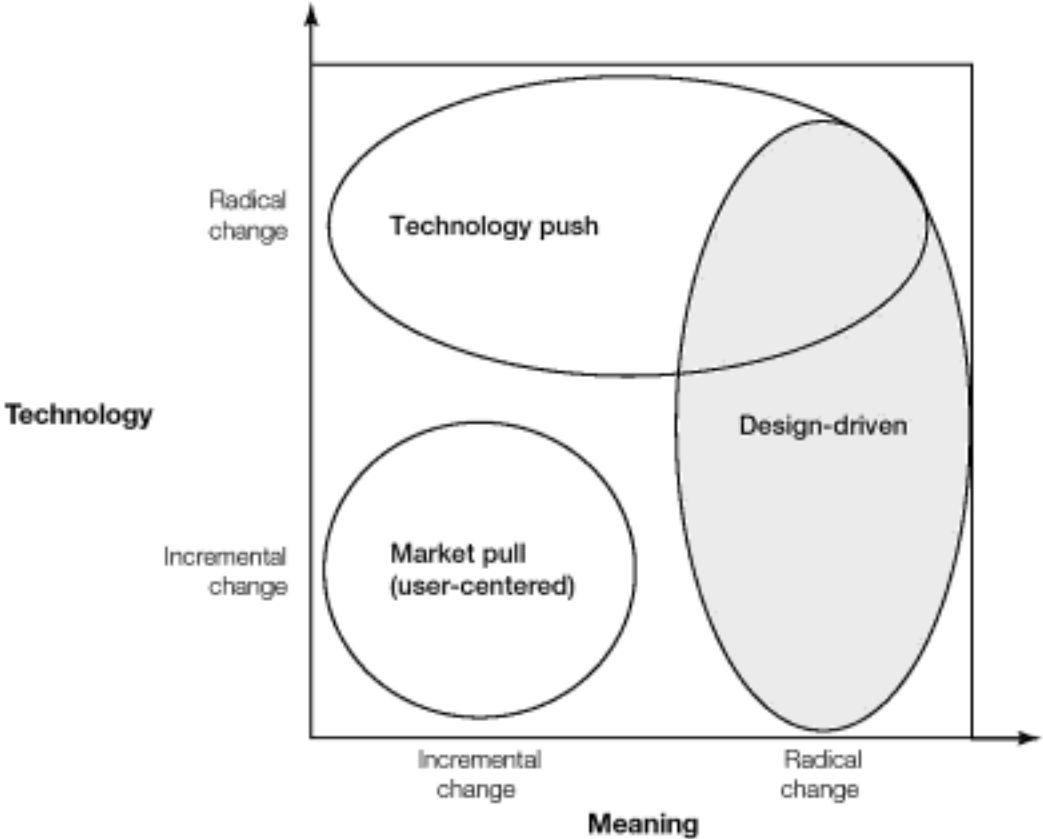 Radical
change
Technology push
Technology
Design-driven
Incremental
change
Market pull
(user-centered)
Incremental
change
Radical
change
Meaning